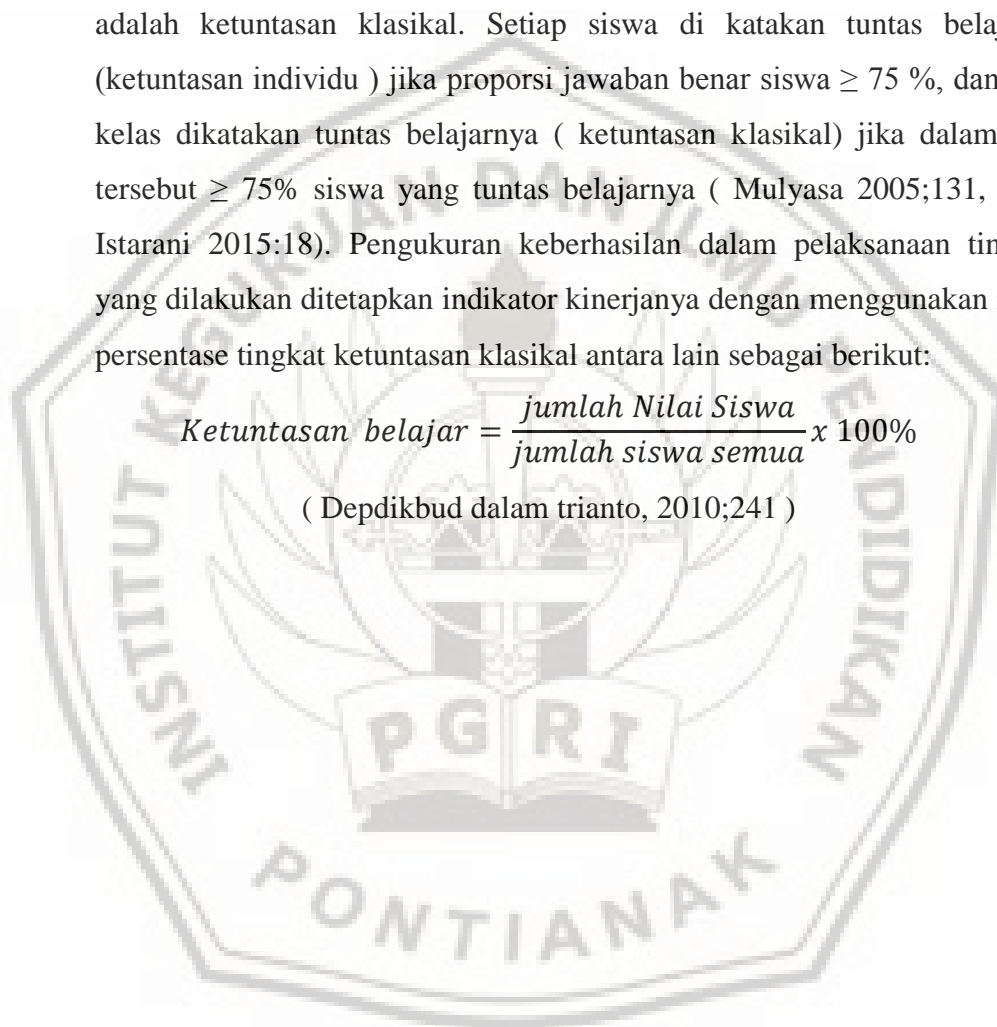 adalah ketuntasan klasikal. Setiap siswa di katakan tuntas
(ketuntasan individu ) jika proporsi jawaban benar siswa ≥ 75 %, dan
kelas dikatakan tuntas belajarnya ( ketuntasan klasikal) jika dalam
tersebut ≥ 75% siswa yang tuntas belajarnya ( Mulyasa 2005;131,
Istarani 2015:18). Pengukuran keberhasilan dalam pelaksanaan
yang dilakukan ditetapkan indikator kinerjanya dengan menggunakan
persentase tingkat ketuntasan klasikal antara lain sebagai berikut:
Ketuntasan belajar = jumlah Nilai Siswa / jumlah siswa semua x 100%
( Depdikbud dalam trianto, 2010;241 )
INSTITUT KEGURUAN DAN ILMU PENDIDIKAN
PGRI
PONTIANAK